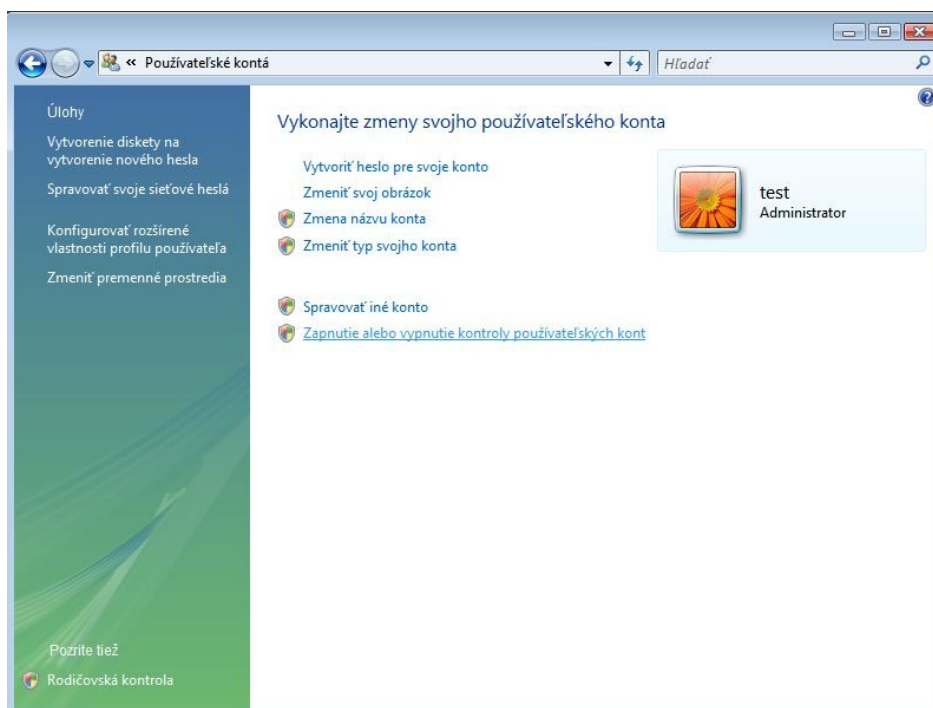 « Používateľské kontá
Hľadať
Úlohy
Vytvorenie diskety na
vytvorenie nového hesla
Spravovať svoje sieťové heslá
Konfigurovať rozšírené
vlastnosti profilu používateľa
Zmeniť premenné prostredia
Vykonajte zmeny svojho používateľského konta
Vytvoriť heslo pre svoje konto
Zmeniť svoj obrázok
Zmena názvu konta
Zmeniť typ svojho konta
Spravovať iné konto
Zapnutie alebo vypnutie kontroly používateľských kont
test
Administrator
Pozrite tiež
Rodičovská kontrola